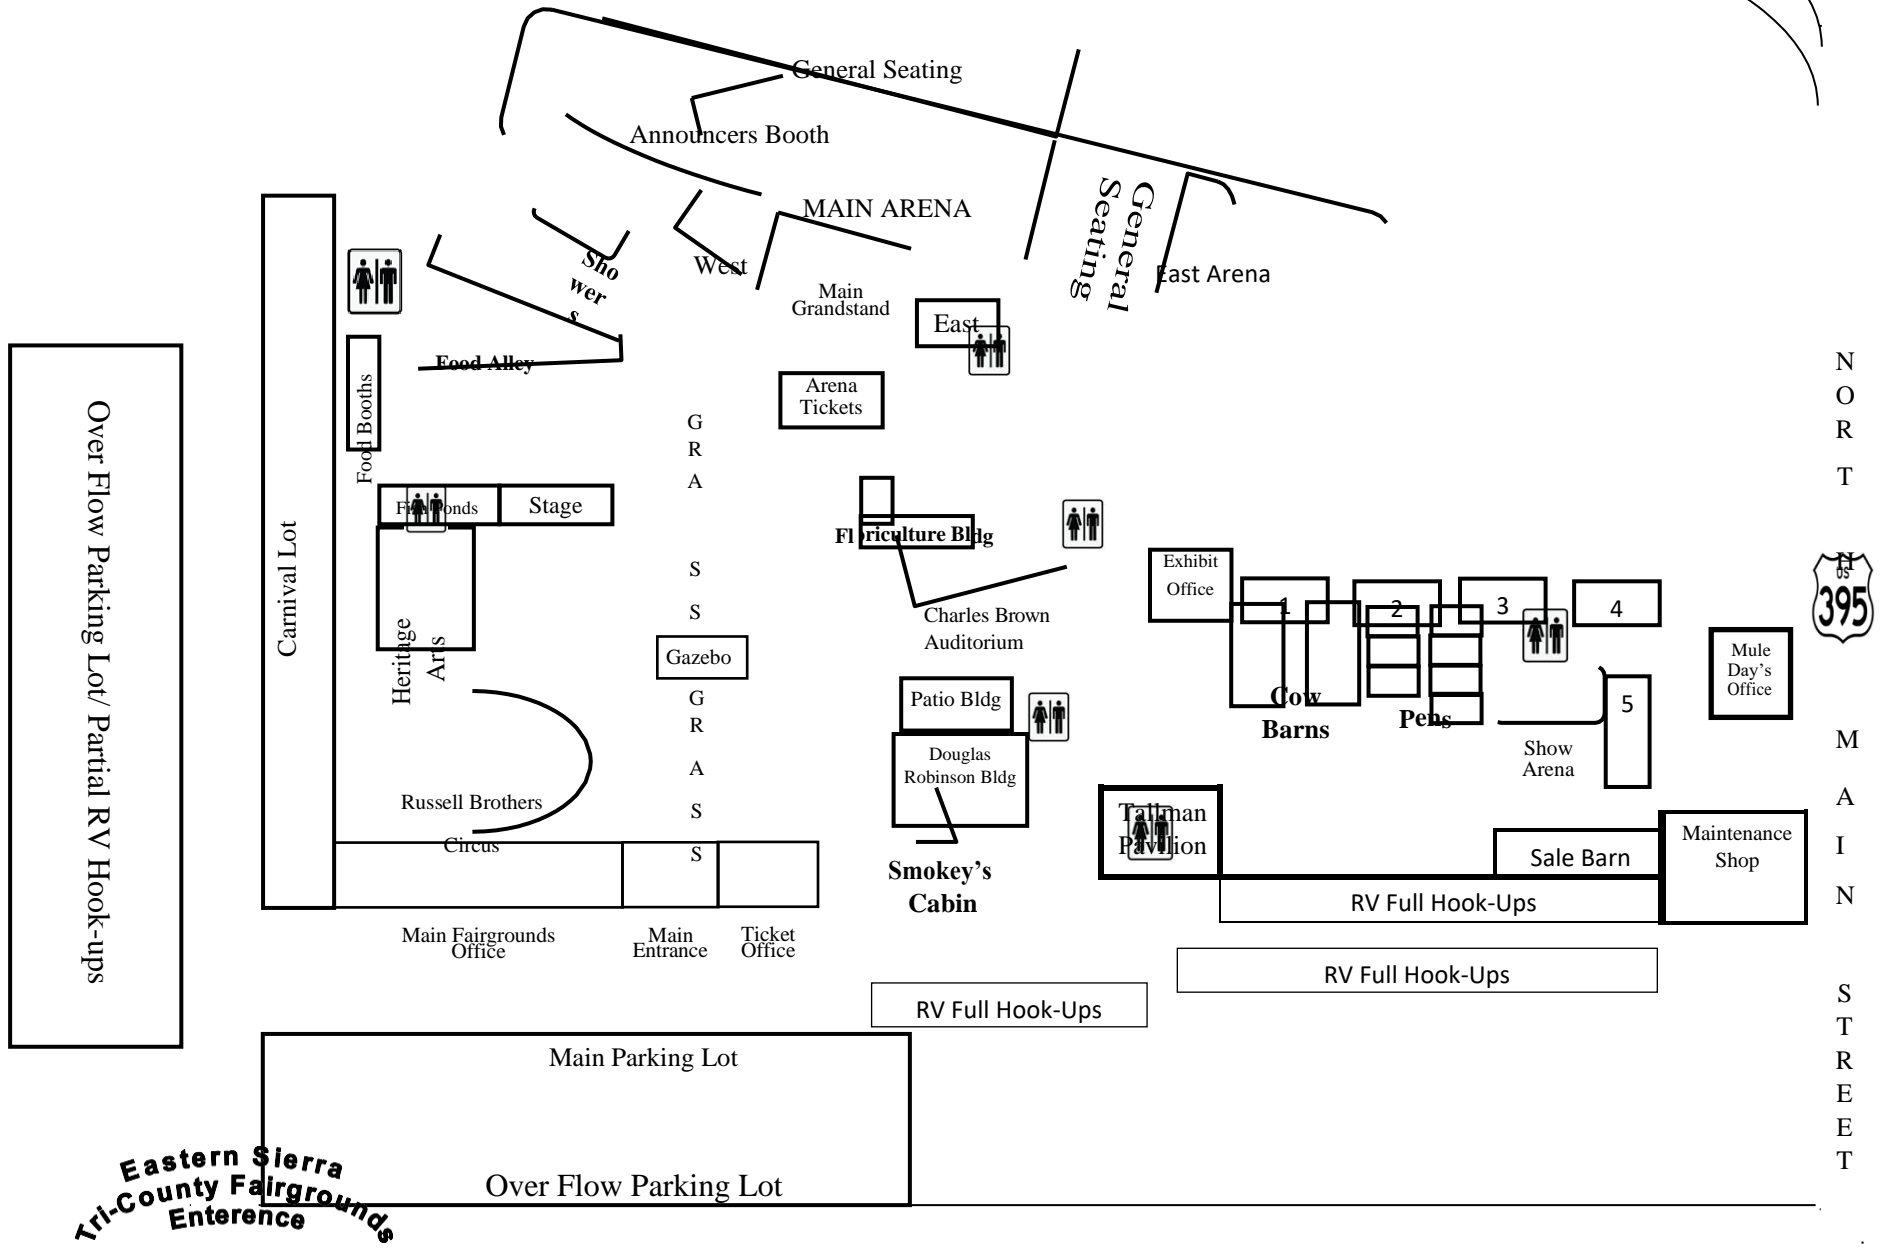 General Seating
Announcers Booth
MAIN ARENA
General
Seating
East Arena
Sho
wer
s
West
Main
Grandstand
East
Food Alley
Food Booths
Arena
Tickets
Over Flow Parking Lot/ Partial RV Hook-ups
Carnival Lot
Fish Ponds
Stage
G
R
A
S
S
Floriculture Bldg
Charles Brown
Auditorium
Exhibit
Office
1
2
3
4
5
Cow
Barns
Pens
Show
Arena
Mule
Day's
Office
Heritage
Arts
Gazebo
G
R
A
S
S
Patio Bldg
Douglas
Robinson Bldg
Smokey's
Cabin
Russell Brothers
Circus
Tallman
Pavilion
Sale Barn
Maintenance
Shop
RV Full Hook-Ups
RV Full Hook-Ups
RV Full Hook-Ups
Main Fairgrounds
Office
Main
Entrance
Ticket
Office
Main Parking Lot
Over Flow Parking Lot
Eastern Sierra
Tri-County Fairgrounds
Enterence
N
O
R
T
H
US
395
M
A
I
N
S
T
R
E
E
T